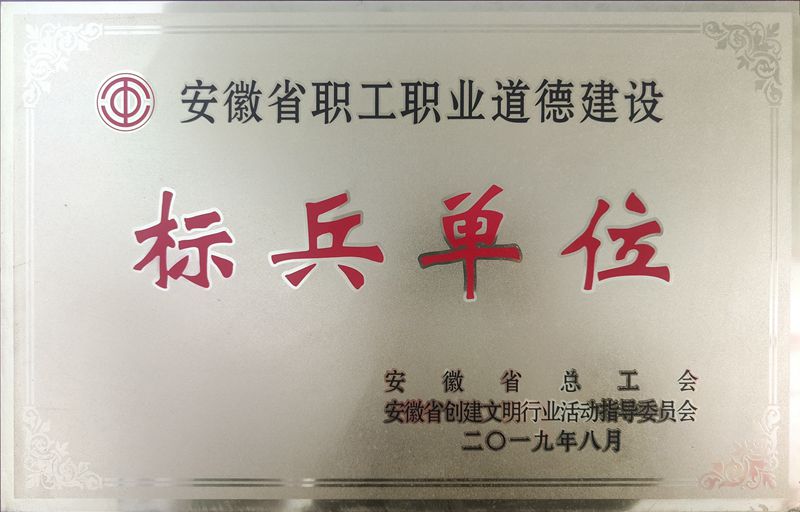 安徽省职工职业道德建设
标兵单位
安徽省总工会
安徽省创建文明行业活动指导委员会
二〇一九年八月